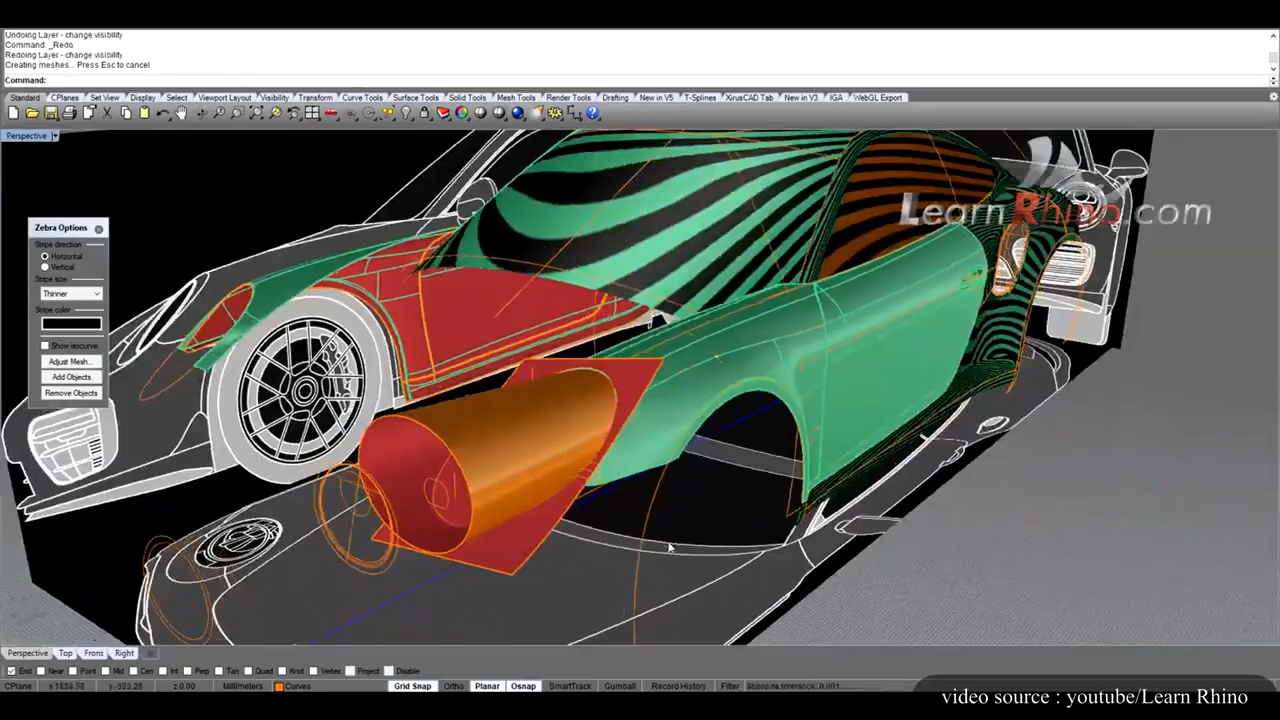 Undoing Layer - change visibility
Command: _Redo
Redoing Layer - change visibility
Creating meshes... Press Esc to cancel
Command:
Standard CPlanes Set View Display Select Viewport Layout Visibility Transform Curve Tools Surface Tools Solid Tools Mesh Tools Render Tools Drafting New in V5 T-Splines XirusCAD Tab New in V3 IGA WebGL Export
Perspective
LearnRhino.com
Zebra Options
Stripe direction
Horizontal
Vertical
Stripe size
Thinner
Stripe color
Show isocurve
Adjust Mesh...
Add Objects
Remove Objects
Perspective Top Front Right
End Near Point Mid Cen Int Perp Tan Quad Knot Vertex Project Disable
CPlane z 0.00 Millimeters Curves Grid Snap Ortho Planar Osnap SmartTrack Gumball Record History Filter
video source : youtube/Learn Rhino